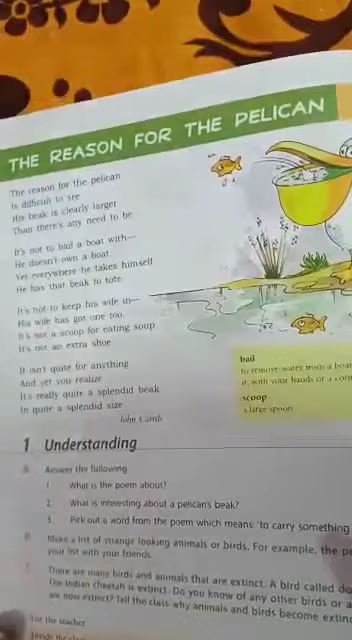 THE REASON FOR THE PELICAN
The reason for the pelican
Is difficult to see
His beak is clearly larger
Than there's any need to be
It's not to bail a boat with—
He doesn't own a boat
Yet everywhere he takes himself
He has that beak to tote
It's not to keep his wife in—
His wife has got one too
It's not a scoop for eating soup
It's not an extra shoe
It isn't quite for anything
And yet you realize
It's really quite a splendid beak
In quite a splendid size
John Ciardi
bail
to remove water from a boat
it, with your hands or a
scoop
a large spoon
1 Understanding
A Answer the following
1. What is the poem about?
2. What is interesting about a pelican's beak?
3. Pick out a word from the poem which means: 'to carry something
B Make a list of strange looking animals or birds. For example, the
your list with your friends.
C There are many birds and animals that are extinct. A bird called
The Indian cheetah is extinct. Do you know of any other birds or
are now extinct? Tell the class why animals and birds become
For the teacher